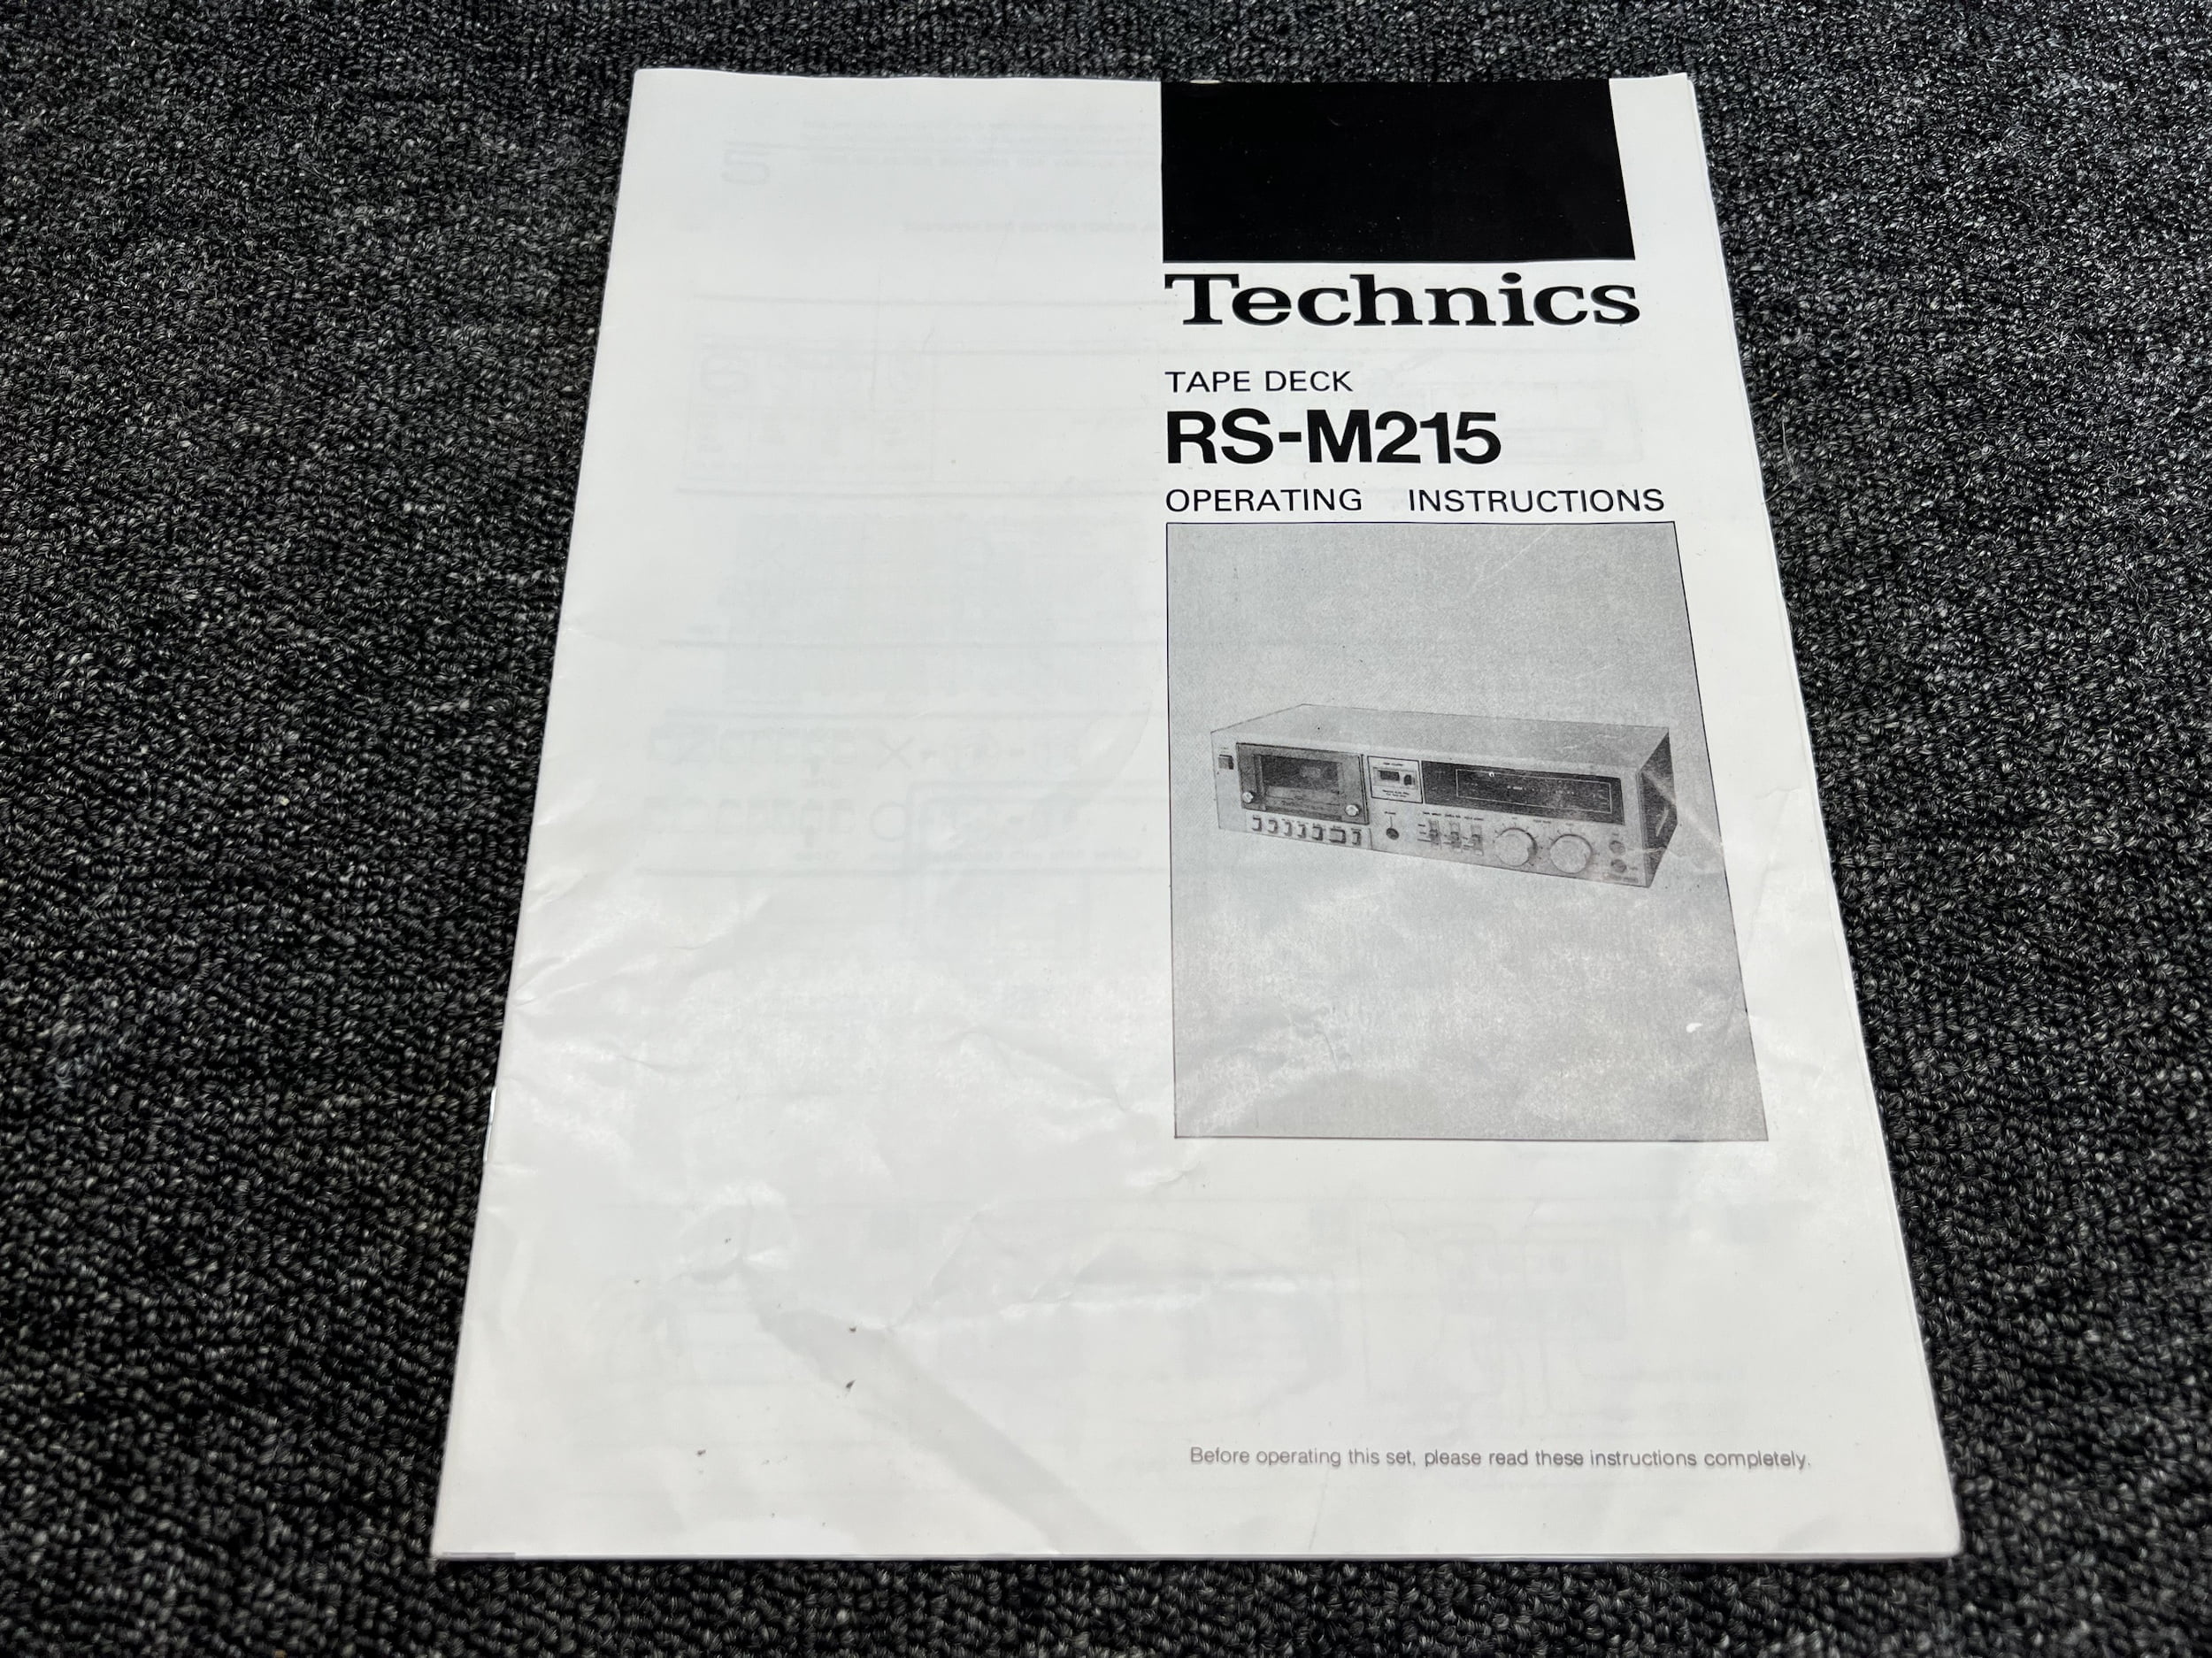 Technics
TAPE DECK
RS-M215
OPERATING INSTRUCTIONS
Before operating this set, please read these instructions completely.